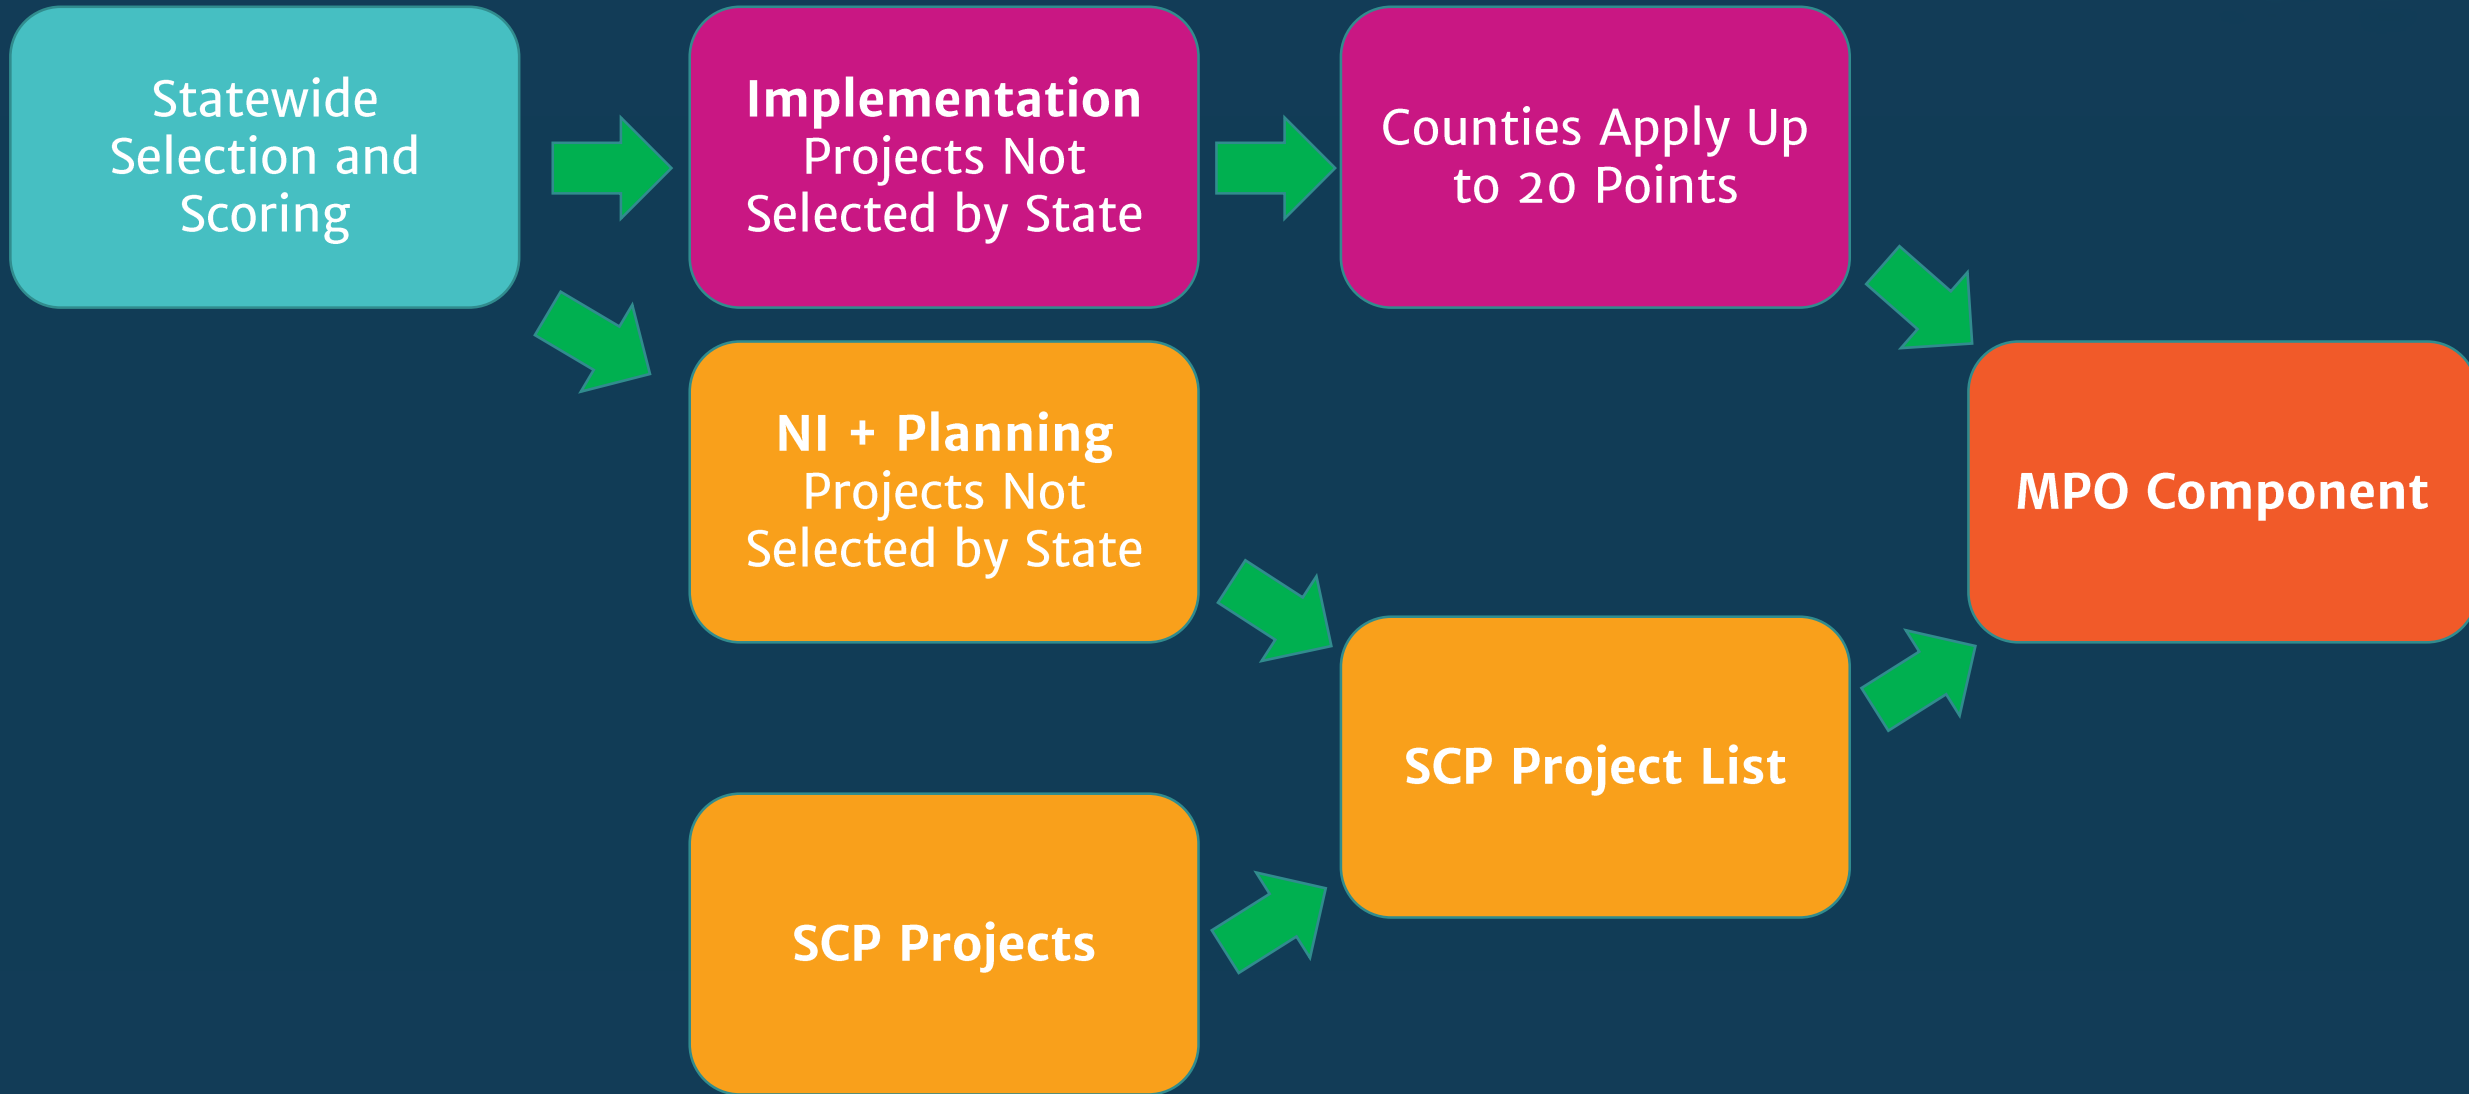 Statewide
Selection and
Scoring
Implementation
Projects Not
Selected by State
Counties Apply Up
to 20 Points
NI + Planning
Projects Not
Selected by State
MPO Component
SCP Project List
SCP Projects